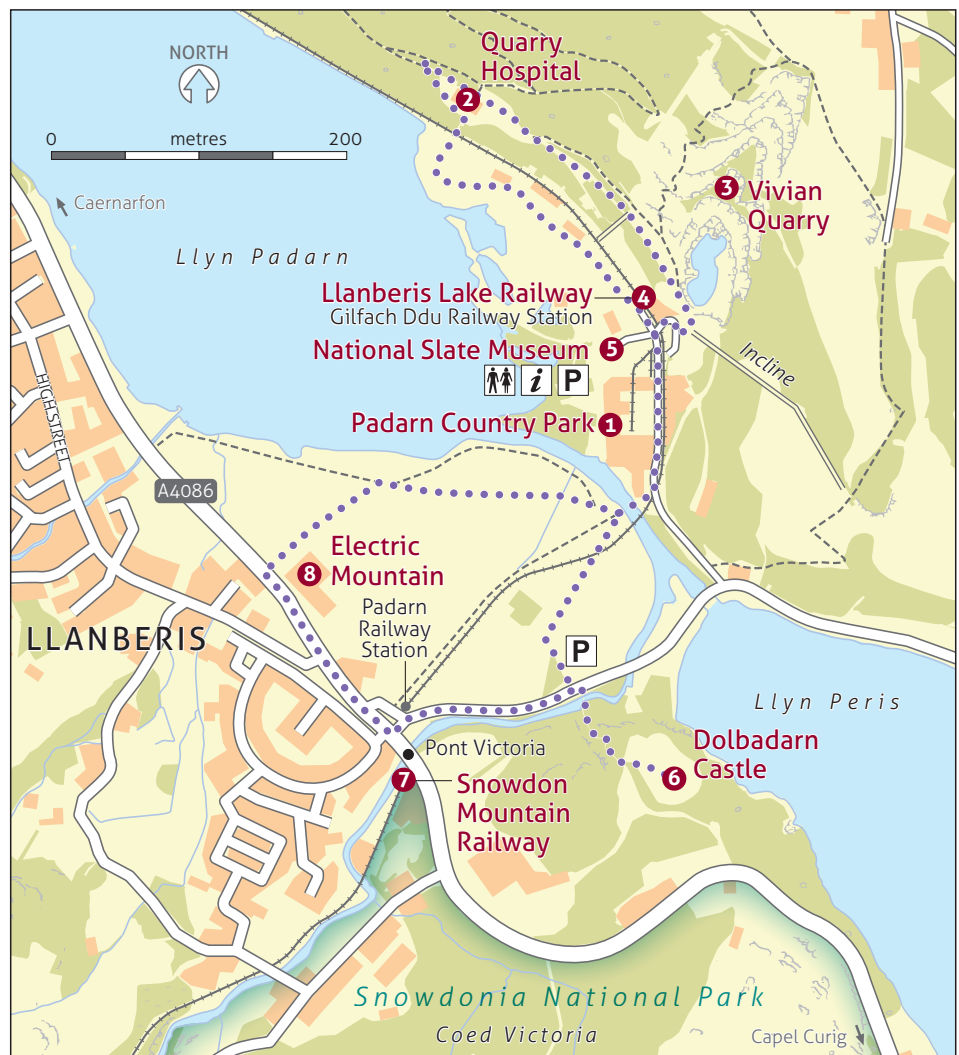 Quarry
Hospital
2
NORTH
0 metres 200
Caernarfon
3
Vivian
Quarry
Llyn Padarn
Llanberis Lake Railway
4
Gilfach Ddu Railway Station
National Slate Museum
5
i
P
Incline
HIGH STREET
Padarn Country Park
1
A4086
Electric
Mountain
8
Padarn
Railway
Station
LLANBERIS
P
Llyn Peris
Pont Victoria
Dolbadarn
Castle
6
7
Snowdon
Mountain
Railway
Snowdonia National Park
Coed Victoria
Capel Curig